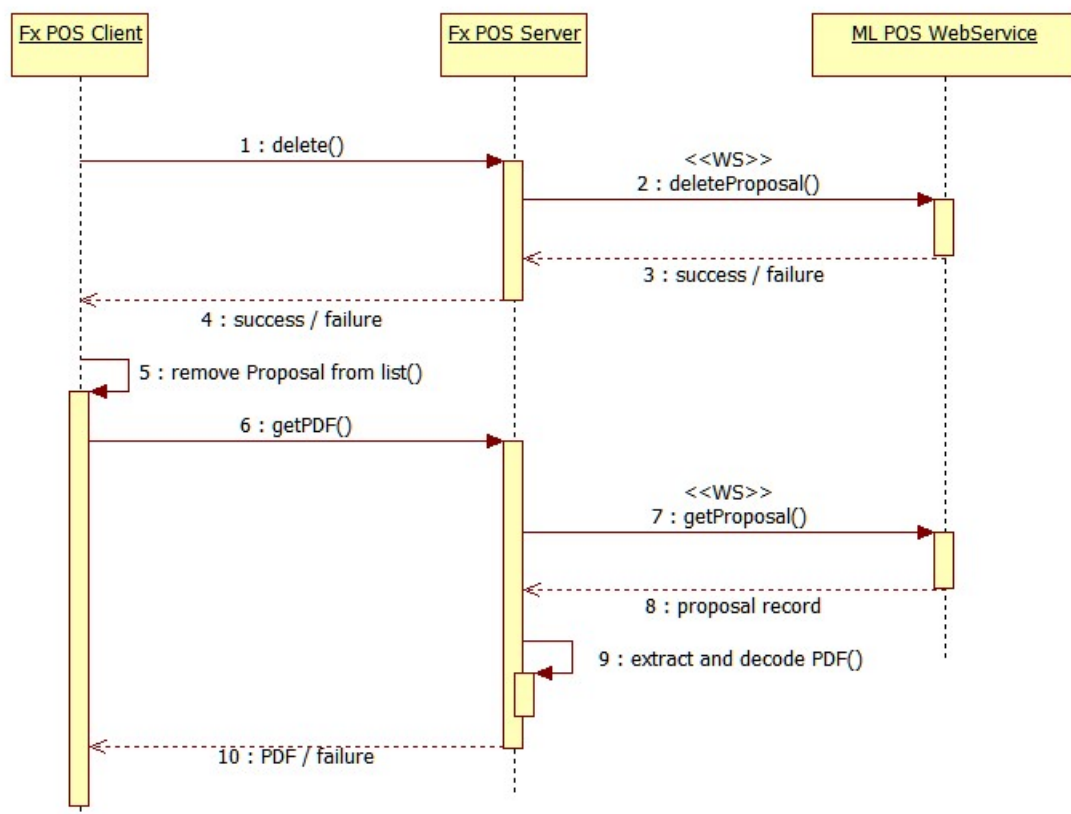 Fx POS Client
Fx POS Server
ML POS WebService
1 : delete()
<<WS>>
2 : deleteProposal()
3 : success / failure
4 : success / failure
5 : remove Proposal from list()
6 : getPDF()
<<WS>>
7 : getProposal()
8 : proposal record
9 : extract and decode PDF()
10 : PDF / failure